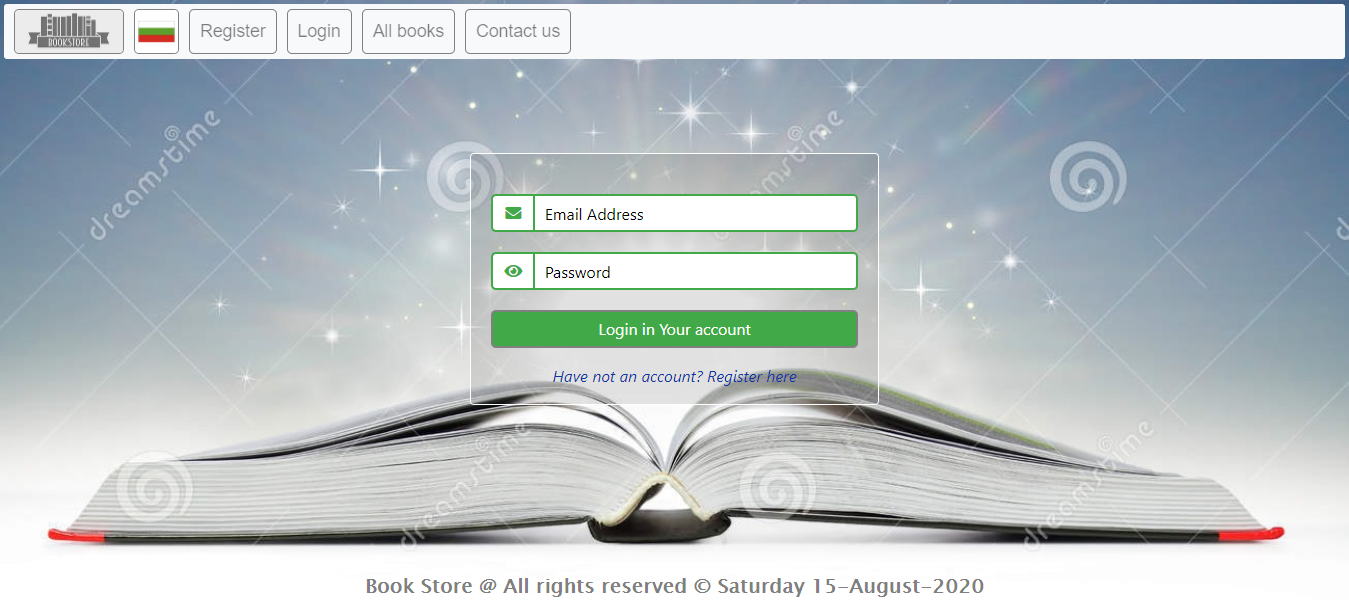 BOOKSTORE
Register
Login
All books
Contact us
dreamstime
dreamstime
dreamstime
Email Address
Password
Login in Your account
Have not an account? Register here
dreamstime
dreamstime
Book Store @ All rights reserved © Saturday 15-August-2020